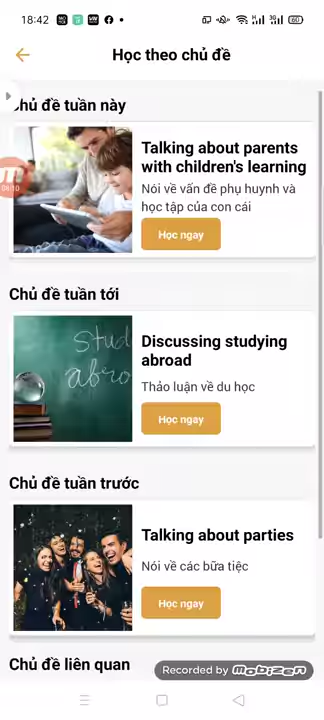 18:42
60
Học theo chủ đề
Chủ đề tuần này
Talking about parents
with children's learning
Nói về vấn đề phụ huynh và
học tập của con cái
Học ngay
Chủ đề tuần tới
Discussing studying
abroad
Thảo luận về du học
Học ngay
Chủ đề tuần trước
Talking about parties
Nói về các bữa tiệc
Học ngay
Chủ đề liên quan
Recorded by mobizen